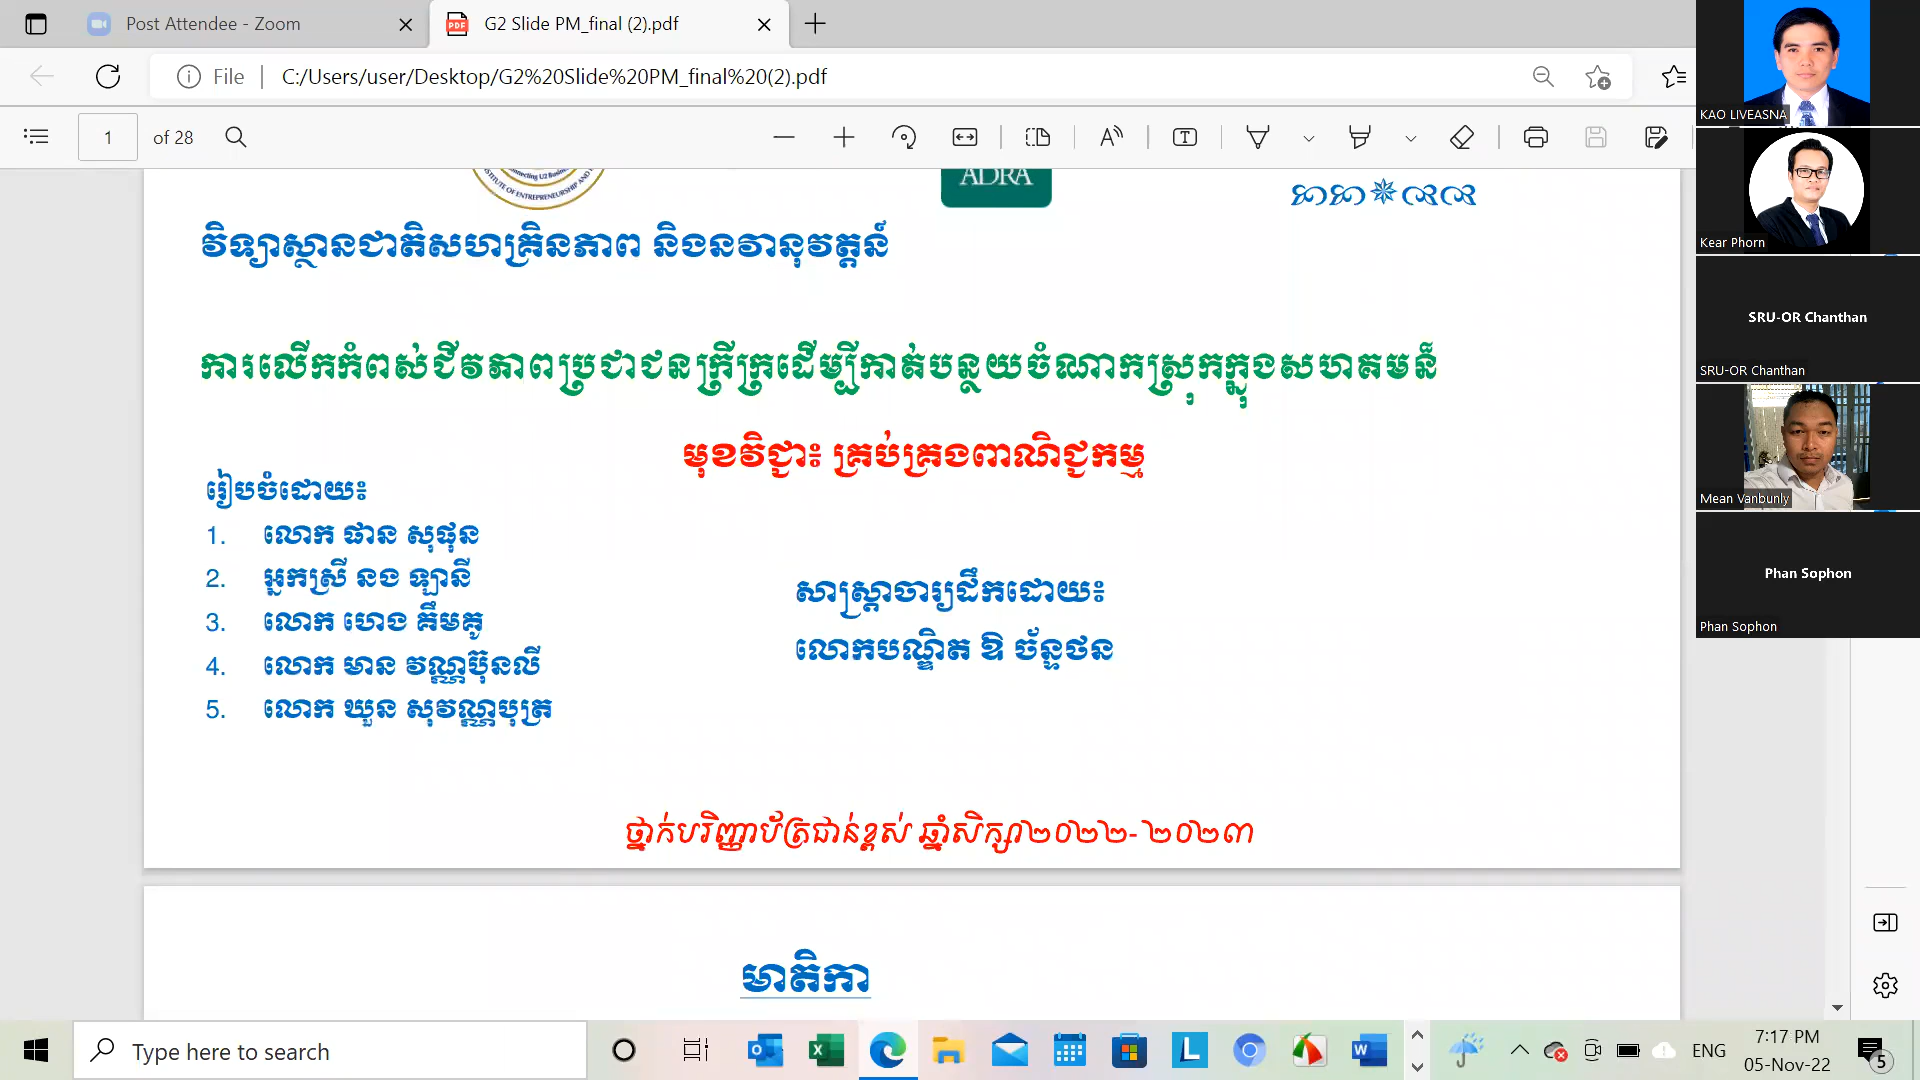 Post Attendee - Zoom
G2 Slide PM_final (2).pdf
File
C:/Users/user/Desktop/G2%20Slide%20PM_final%20(2).pdf
1 of 28
Connecting U2 Busin
ADRA
វិទ្យាស្ថានជាតិសហគ្រិនភាព និងនវានុវត្តន៍
ការលើកកំពស់ជីវភាពប្រជាជនក្រីក្រដើម្បីកាត់បន្ថយចំណាកស្រុកក្នុងសហគមន៍
មុខវិជ្ជា៖ គ្រប់គ្រងពាណិជ្ជកម្ម
រៀបចំដោយ៖
1. លោក ផាន សុផុន
2. អ្នកស្រី នង ឡានី
3. លោក ហេង គឹមគូ
4. លោក មាន វណ្ណប៊ុនលី
5. លោក ឃួន សុវណ្ណបុត្រ
សាស្ត្រាចារ្យដឹកដោយ៖
លោកបណ្ឌិត ឱ ច័ន្ទថន
ថ្នាក់បរិញ្ញាប័ត្រជាន់ខ្ពស់ ឆ្នាំសិក្សា២០២២-២០២៣
មាតិកា
KAO LIVEASNA
Kear Phorn
SRU-OR Chanthan
SRU-OR Chanthan
Mean Vanbunly
Phan Sophon
Phan Sophon
Type here to search
ENG
7:17 PM
05-Nov-22
5